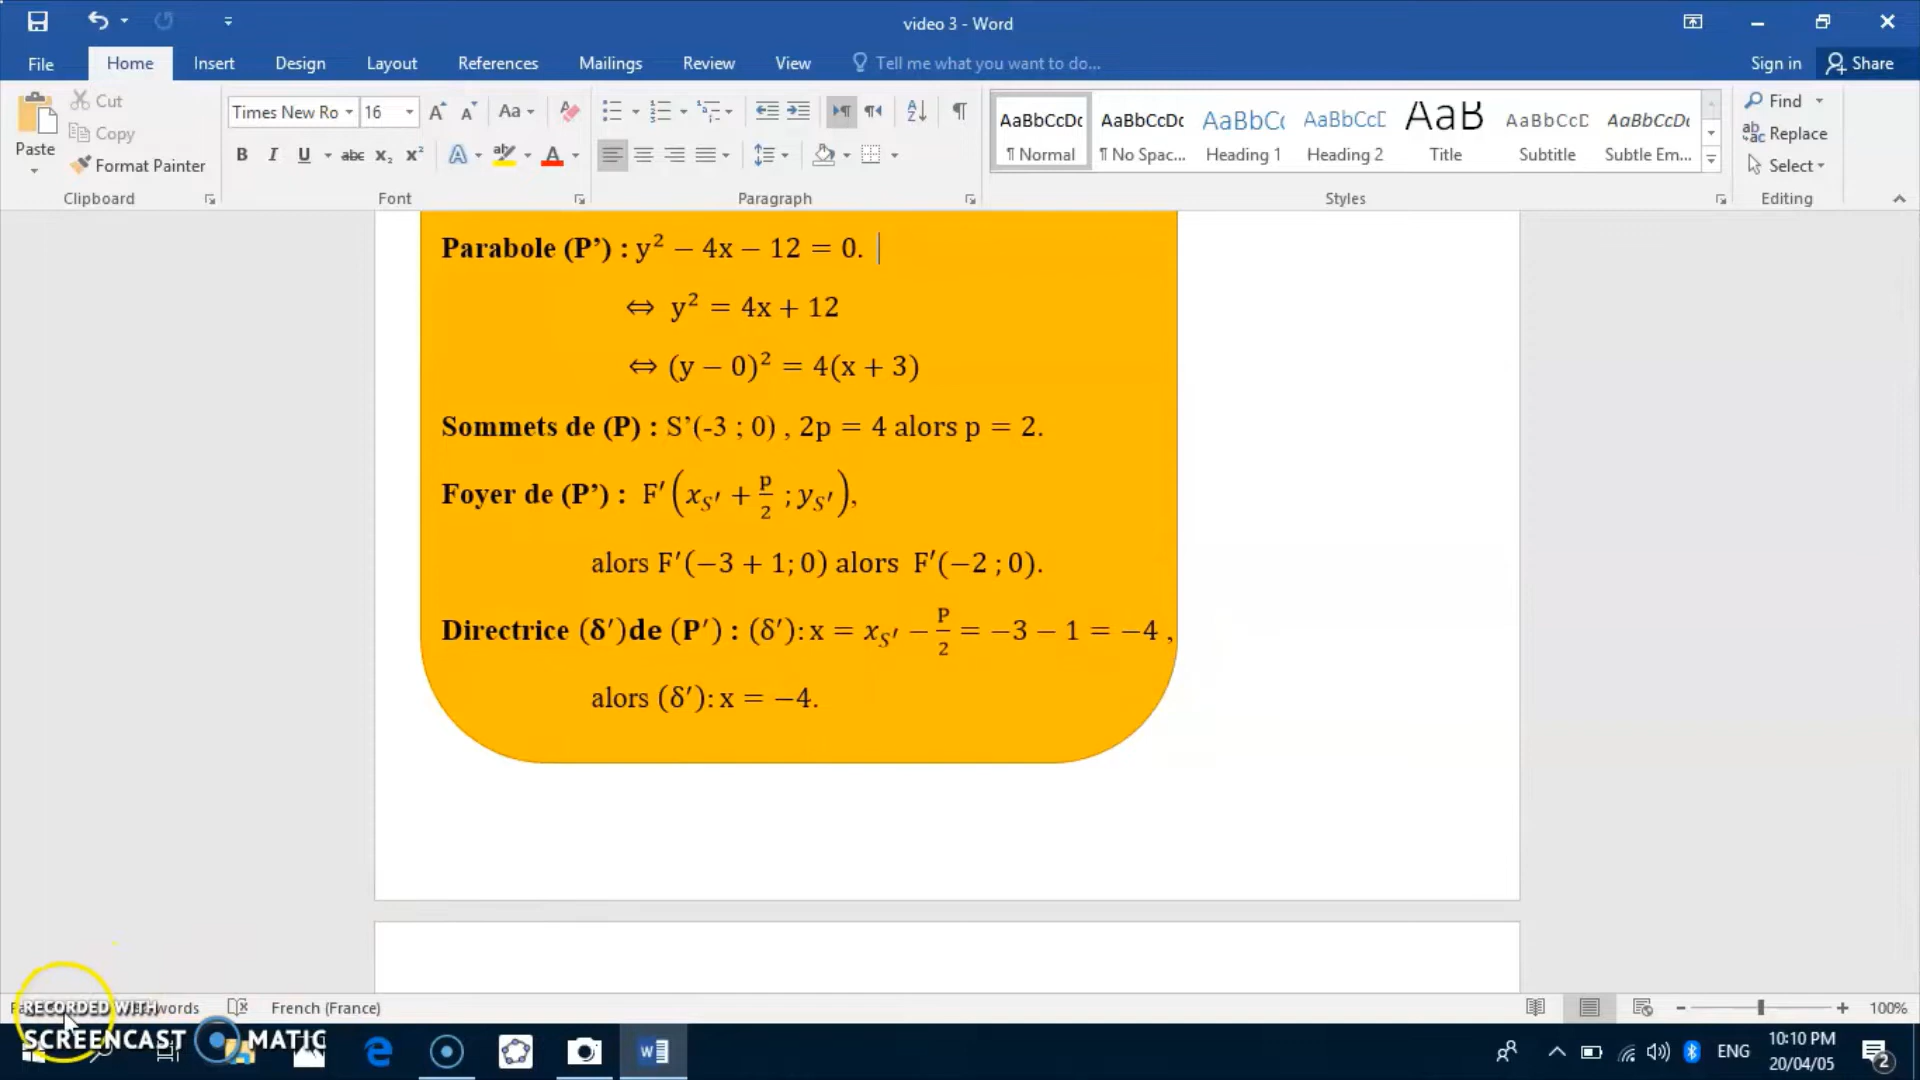 video 3 - Word
File Home Insert Design Layout References Mailings Review View Tell me what you want to do... Sign in Share
Paste Cut Copy Format Painter
Times New Ro 16
AaBbCcDc AaBbCcDc AaBbCc AaBbCcD AaB AaBbCcD AaBbCcDc
¶ Normal ¶ No Spac... Heading 1 Heading 2 Title Subtitle Subtle Em...
Find
Replace
Select
Clipboard Font Paragraph Styles Editing
Parabole (P’) : y² − 4x − 12 = 0.
⇔ y² = 4x + 12
⇔ (y − 0)² = 4(x + 3)
Sommets de (P) : S’(-3 ; 0) , 2p = 4 alors p = 2.
Foyer de (P’) : F′(x_S′ + p/2 ; y_S′),
alors F′(−3 + 1; 0) alors F′(−2 ; 0).
Directrice (δ′)de (P′) : (δ′): x = x_S′ − p/2 = −3 − 1 = −4 ,
alors (δ′): x = −4.
words French (France) 100%
RECORDED WITH
SCREENCAST MATIC
ENG 10:10 PM
20/04/05 2